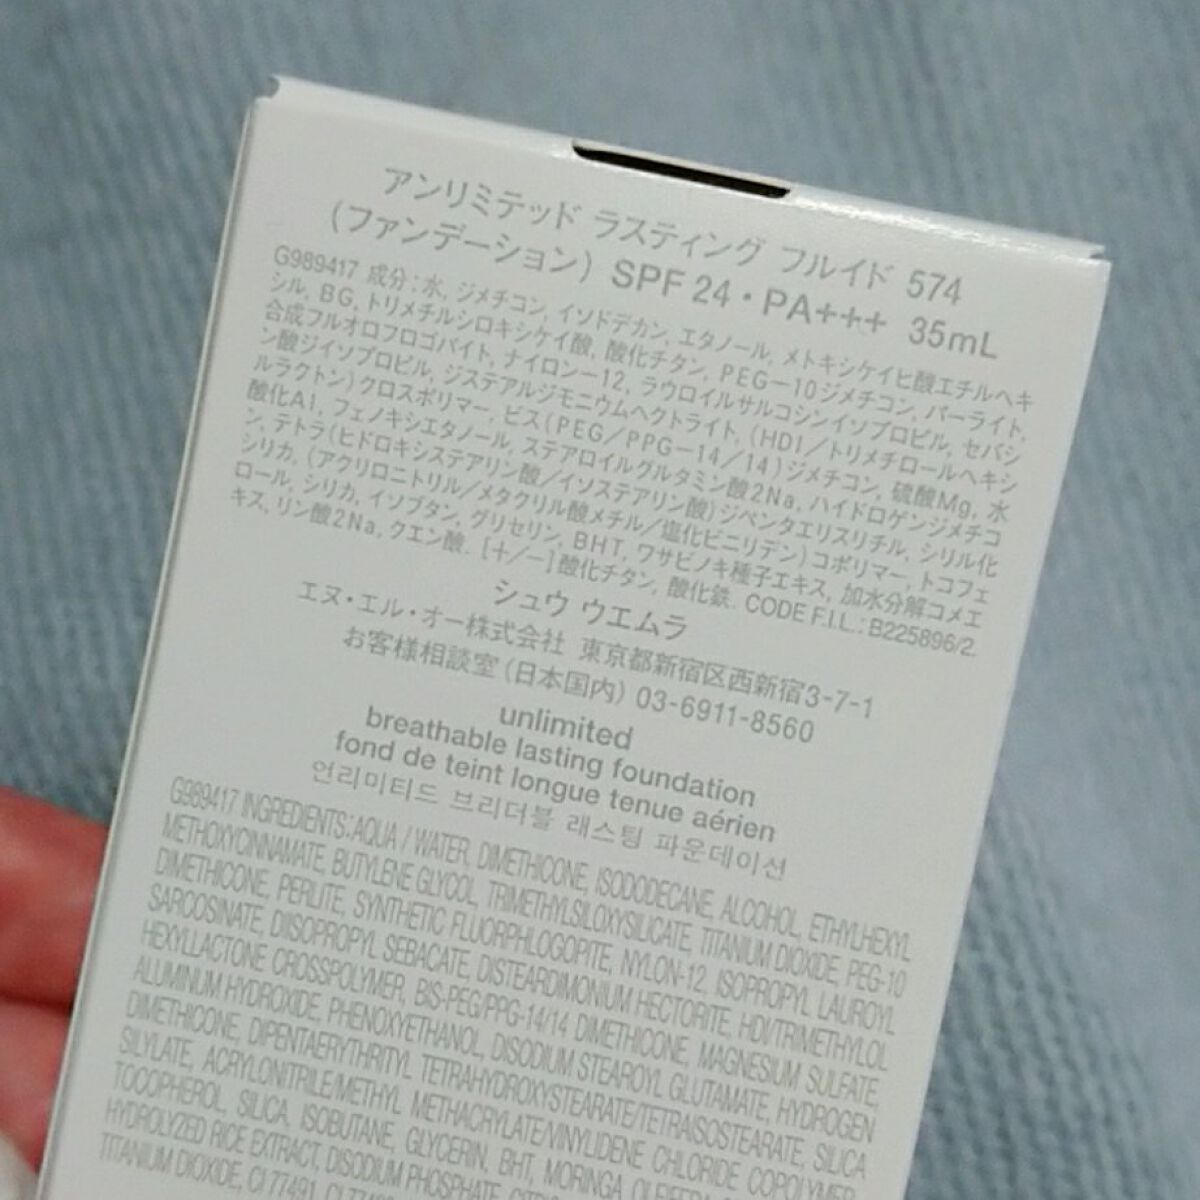 アンリミテッド ラスティング フルイド 574
(ファンデーション) SPF 24・PA+++ 35mL
G989417 成分:水, ジメチコン, イソドデカン, エタノール, メトキシケイヒ酸エチルヘキ
シル, BG, トリメチルシロキシケイ酸, 酸化チタン, PEG−10ジメチコン, パーライト,
合成フルオロフロゴパイト, ナイロン−12, ラウロイルサルコシンイソプロピル, セバシ
ン酸ジイソプロピル, ジステアルジモニウムヘクトライト, (HDI/トリメチロールヘキシ
ルラクトン)クロスポリマー, ビス(PEG/PPG−14/14)ジメチコン, 硫酸Mg, 水
酸化Al, フェノキシエタノール, ステアロイルグルタミン酸2Na, ハイドロゲンジメチコ
ン, テトラ(ヒドロキシステアリン酸/イソステアリン酸)ジペンタエリスリチル, シリル化
シリカ, (アクリロニトリル/メタクリル酸メチル/塩化ビニリデン)コポリマー, トコフェ
ロール, シリカ, イソブタン, グリセリン, BHT, ワサビノキ種子エキス, 加水分解コメエ
キス, リン酸2Na, クエン酸. [+/−]酸化チタン, 酸化鉄. CODE F.I.L.: B225896/2.
シュウ ウエムラ
エヌ・エル・オー株式会社 東京都新宿区西新宿3-7-1
お客様相談室(日本国内) 03-6911-8560
unlimited
breathable lasting foundation
fond de teint longue tenue aérien
언리미티드 브리더블 래스팅 파운데이션
G989417 INGREDIENTS: AQUA / WATER, DIMETHICONE, ISODODECANE, ALCOHOL, ETHYLHEXYL
METHOXYCINNAMATE, BUTYLENE GLYCOL, TRIMETHYLSILOXYSILICATE, TITANIUM DIOXIDE, PEG-10
DIMETHICONE, PERLITE, SYNTHETIC FLUORPHLOGOPITE, NYLON-12, ISOPROPYL LAUROYL
SARCOSINATE, DIISOPROPYL SEBACATE, DISTEARDIMONIUM HECTORITE, HDI/TRIMETHYLOL
HEXYLLACTONE CROSSPOLYMER, BIS-PEG/PPG-14/14 DIMETHICONE, MAGNESIUM SULFATE,
ALUMINUM HYDROXIDE, PHENOXYETHANOL, DISODIUM STEAROYL GLUTAMATE, HYDROGEN
DIMETHICONE, DIPENTAERYTHRITYL TETRAHYDROXYSTEARATE/TETRAISOSTEARATE, SILICA
SILYLATE, ACRYLONITRILE/METHYL METHACRYLATE/VINYLIDENE CHLORIDE COPOLYMER,
TOCOPHEROL, SILICA, ISOBUTANE, GLYCERIN, BHT, MORINGA OLEIFERA
HYDROLYZED RICE EXTRACT, DISODIUM PHOSPHATE,
TITANIUM DIOXIDE, CI 77491,